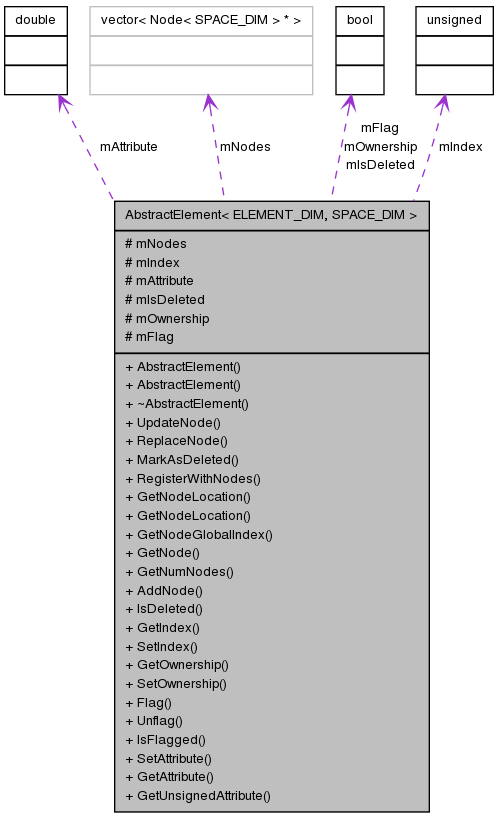 double
vector< Node< SPACE_DIM > * >
bool
unsigned
mAttribute
mNodes
mFlag
mOwnership
mIsDeleted
mIndex
AbstractElement< ELEMENT_DIM, SPACE_DIM >
# mNodes
# mIndex
# mAttribute
# mIsDeleted
# mOwnership
# mFlag
+ AbstractElement()
+ AbstractElement()
+ ~AbstractElement()
+ UpdateNode()
+ ReplaceNode()
+ MarkAsDeleted()
+ RegisterWithNodes()
+ GetNodeLocation()
+ GetNodeLocation()
+ GetNodeGlobalIndex()
+ GetNode()
+ GetNumNodes()
+ AddNode()
+ IsDeleted()
+ GetIndex()
+ SetIndex()
+ GetOwnership()
+ SetOwnership()
+ Flag()
+ Unflag()
+ IsFlagged()
+ SetAttribute()
+ GetAttribute()
+ GetUnsignedAttribute()